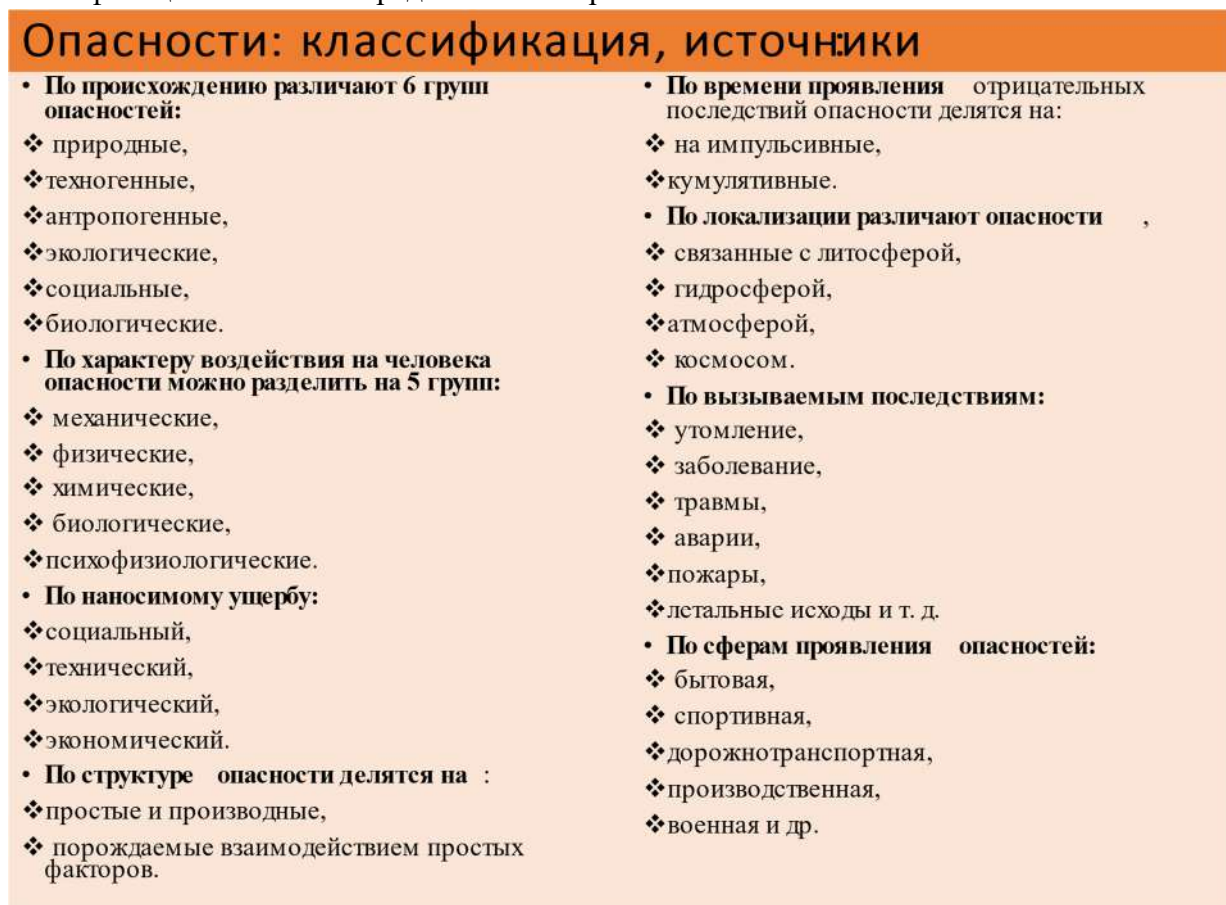 Опасности: классификация, источники
• По происхождению различают 6 групп
опасностей:
❖ природные,
❖техногенные,
❖антропогенные,
❖экологические,
❖социальные,
❖биологические.
• По характеру воздействия на человека
опасности можно разделить на 5 групп:
❖ механические,
❖ физические,
❖ химические,
❖ биологические,
❖психофизиологические.
• По наносимому ущербу:
❖социальный,
❖технический,
❖экологический,
❖экономический.
• По структуре опасности делятся на :
❖простые и производные,
❖ порождаемые взаимодействием простых
факторов.
• По времени проявления отрицательных
последствий опасности делятся на:
❖ на импульсивные,
❖кумулятивные.
• По локализации различают опасности ,
❖ связанные с литосферой,
❖ гидросферой,
❖атмосферой,
❖ космосом.
• По вызываемым последствиям:
❖ утомление,
❖ заболевание,
❖ травмы,
❖ аварии,
❖пожары,
❖летальные исходы и т. д.
• По сферам проявления опасностей:
❖ бытовая,
❖ спортивная,
❖дорожнотранспортная,
❖производственная,
❖военная и др.